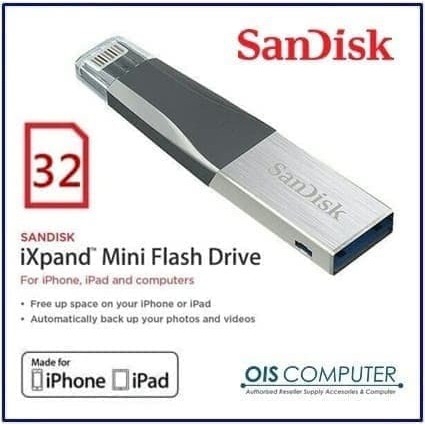 SanDisk
SanDisk
32
SANDISK
iXpand™ Mini Flash Drive
For iPhone, iPad and computers
• Free up space on your iPhone or iPad
• Automatically back up your photos and videos
Made for
iPhone iPad
OIS COMPUTER
Authorised Reseller Supply Accesories & Computer